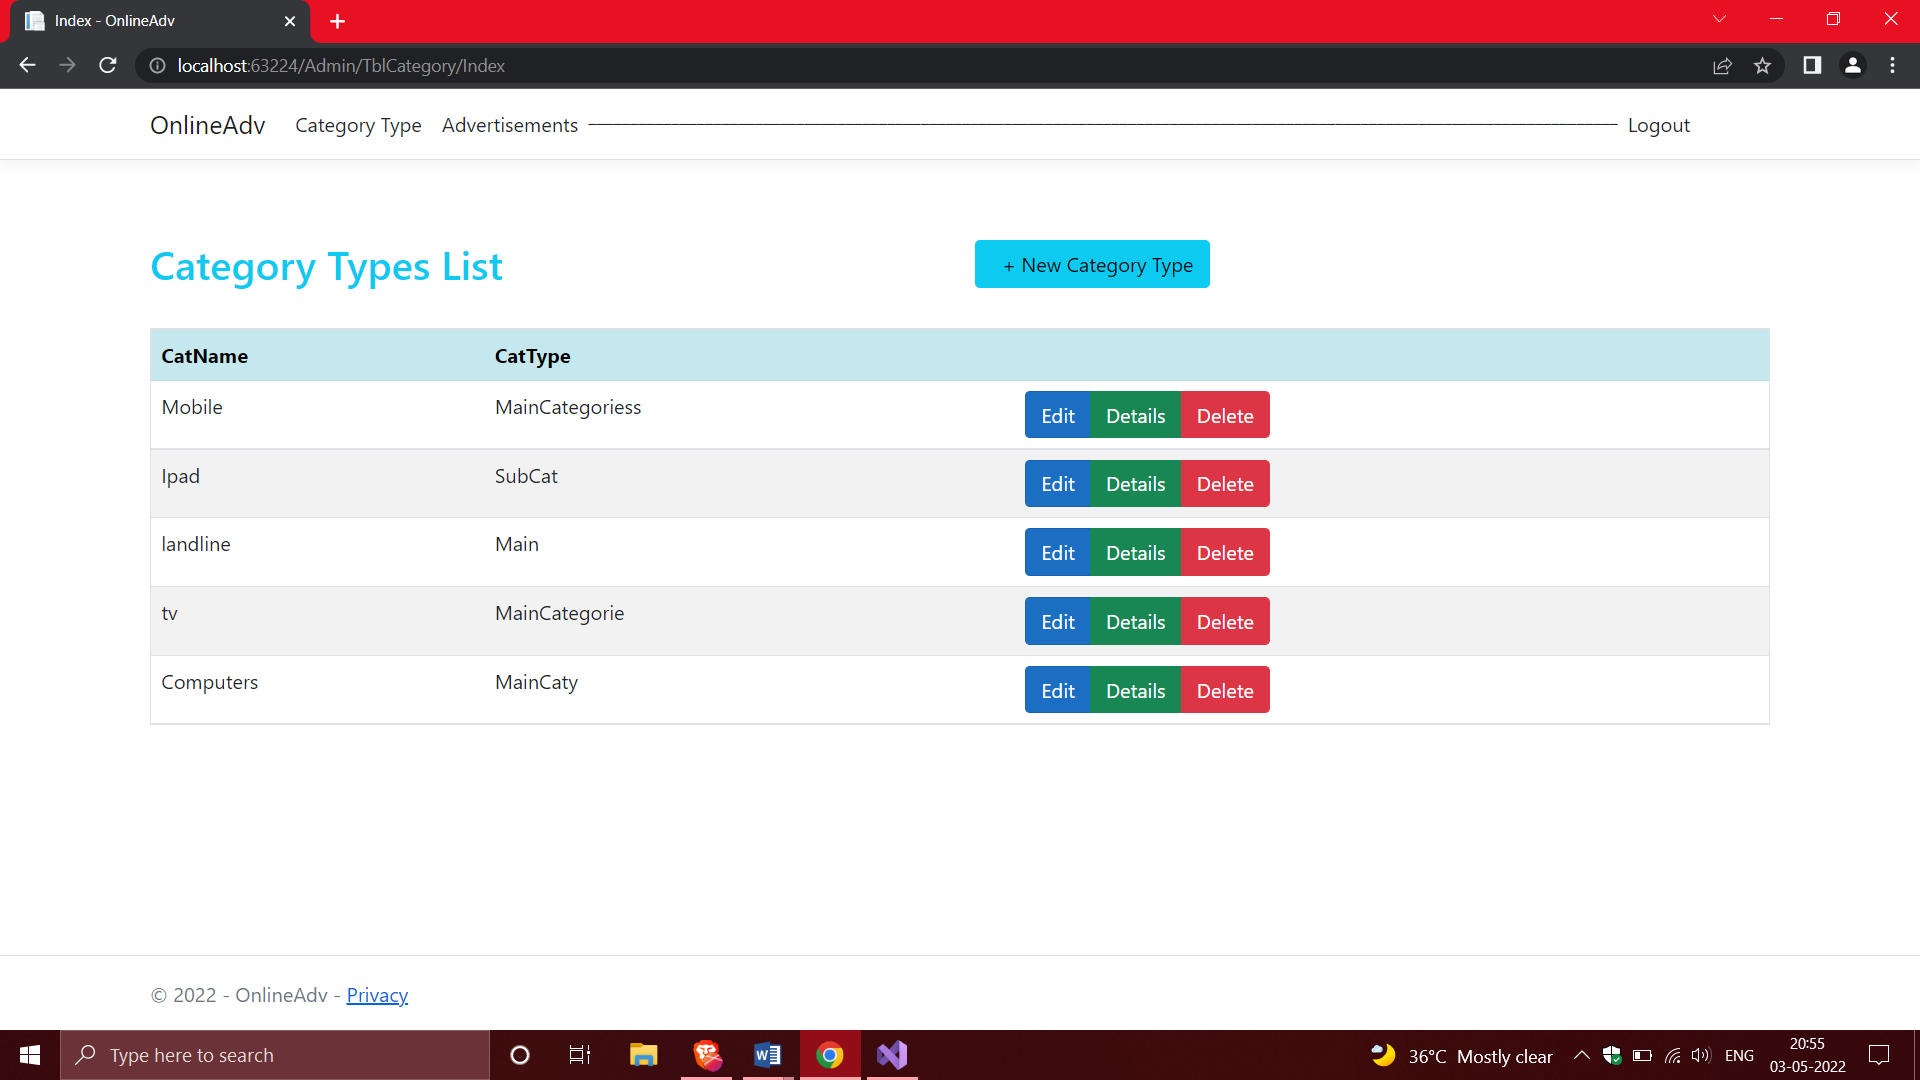 Index - OnlineAdv
localhost:63224/Admin/TblCategory/Index
OnlineAdv Category Type Advertisements Logout
Category Types List
+ New Category Type
CatName CatType
Mobile MainCategoriess Edit Details Delete
Ipad SubCat Edit Details Delete
landline Main Edit Details Delete
tv MainCategorie Edit Details Delete
Computers MainCaty Edit Details Delete
© 2022 - OnlineAdv - Privacy
Type here to search
36°C Mostly clear
ENG
20:55
03-05-2022